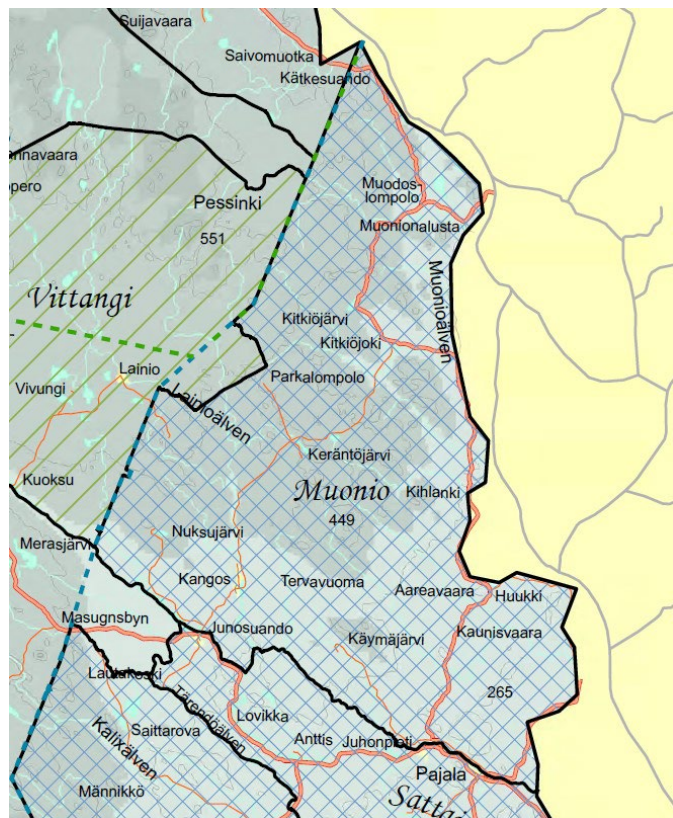 Suijavaara
Saivomuotka
Kätkesuando
Muodos-
lompolo
Muonionalusta
Pessinki
551
Muonioälven
Vittangi
Kitkiöjärvi
Kitkiöjoki
Lainio
Parkalompolo
Vivungi
Lainioälven
Keräntöjärvi
Kuoksu
Muonio
Kihlanki
449
Nuksujärvi
Merasjärvi
Kangos
Tervavuoma
Aareavaara
Huukki
Masugnsbyn
Junosuando
Käymäjärvi
Kaunisvaara
Lautakoski
Tärendöälven
265
Kalixälven
Saittarova
Lovikka
Anttis
Juhonpieti
Pajala
Männikkö